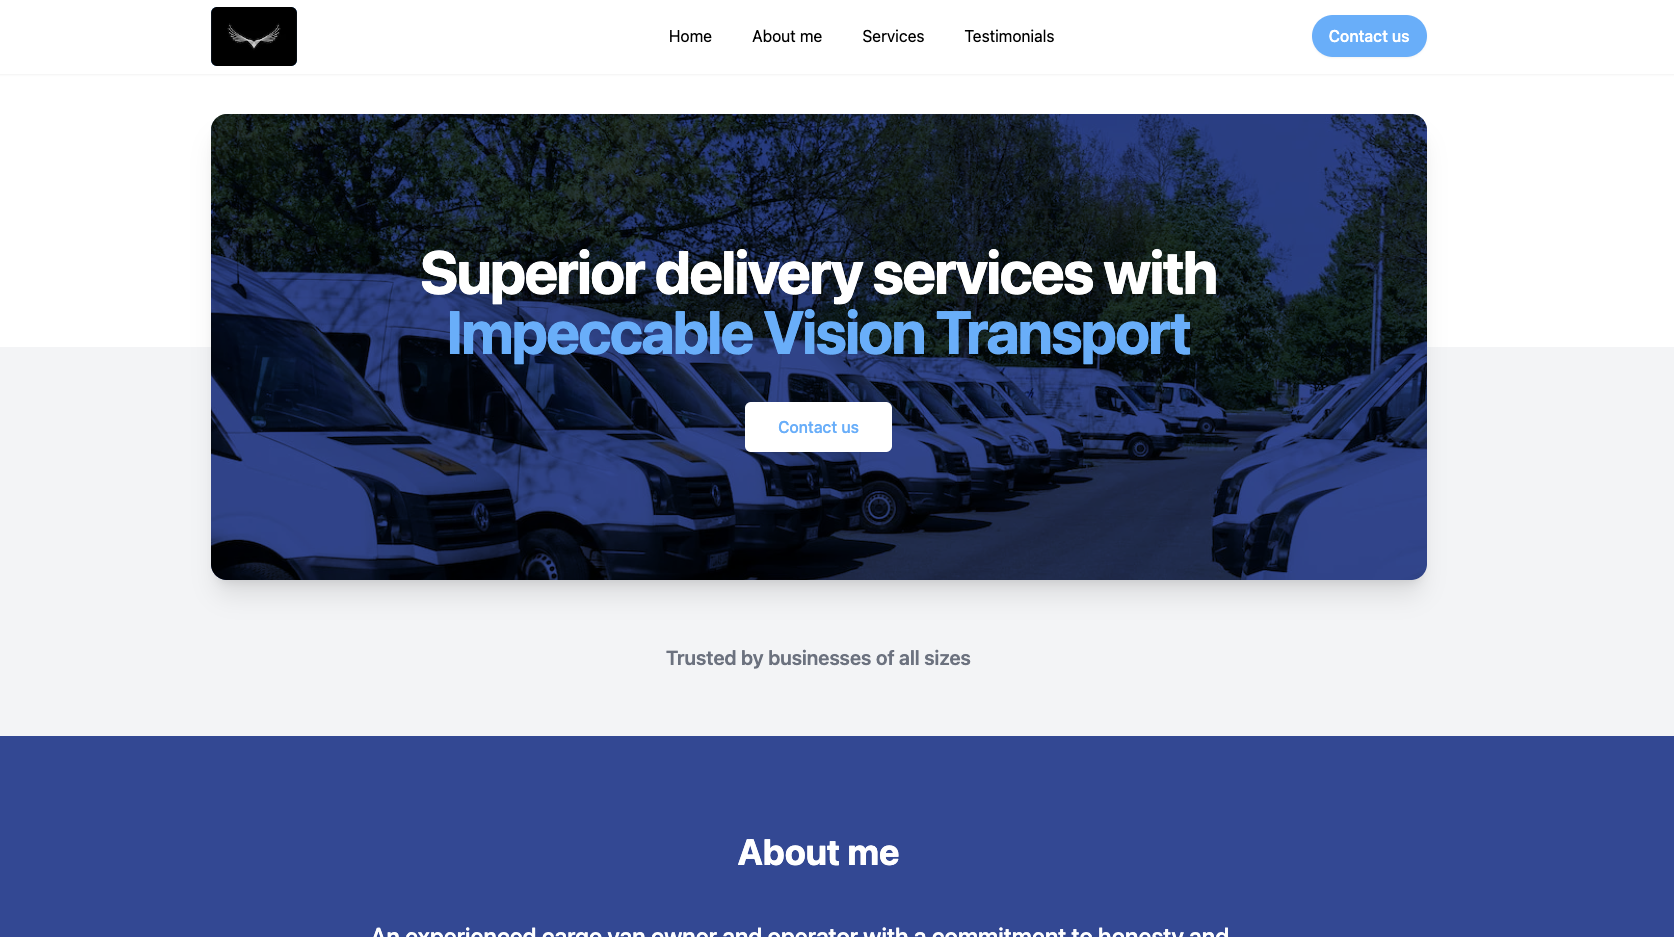 Home
About me
Services
Testimonials
Contact us
Superior delivery services with
Impeccable Vision Transport
Contact us
Trusted by businesses of all sizes
About me
An experienced cargo van owner and operator with a commitment to honesty and